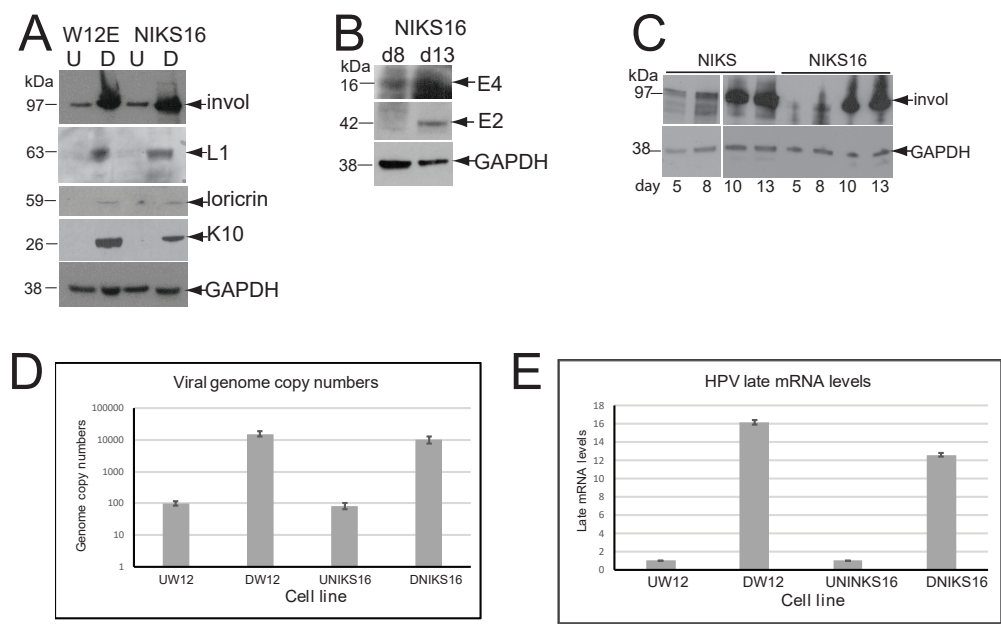 A
W12E NIKS16
U D U D
kDa
97
invol
63
L1
59
loricrin
26
K10
38
GAPDH
B
NIKS16
d8 d13
kDa
16
E4
42
E2
38
GAPDH
C
NIKS NIKS16
kDa
97
invol
38
GAPDH
day 5 8 10 13 5 8 10 13
D
Viral genome copy numbers
Genome copy numbers
100000
10000
1000
100
10
1
UW12 DW12 UNIKS16 DNIKS16
Cell line
E
HPV late mRNA levels
Late mRNA levels
18
16
14
12
10
8
6
4
2
0
UW12 DW12 UNINKS16 DNIKS16
Cell line